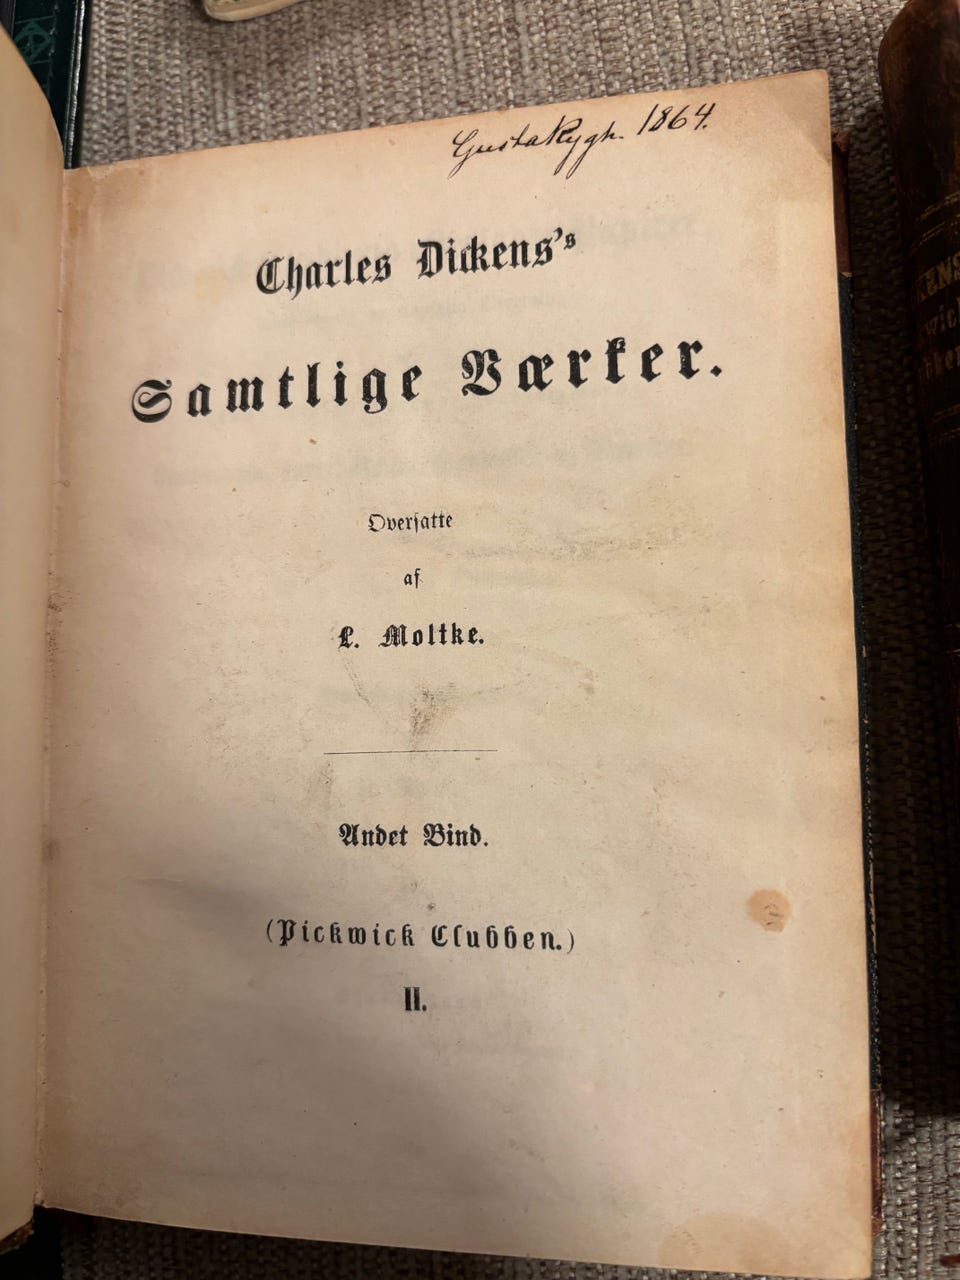 Gusta Rygh. 1864.
Charles Dickens's
Samtlige Værker.
Oversatte
af
L. Moltke.
Andet Bind.
(Pickwick Clubben.)
II.